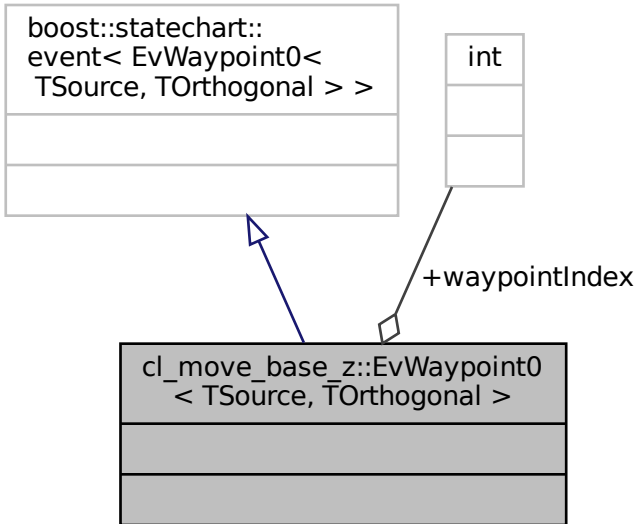 boost::statechart::
event< EvWaypoint0<
TSource, TOrthogonal > >
int
+waypointIndex
cl_move_base_z::EvWaypoint0
< TSource, TOrthogonal >